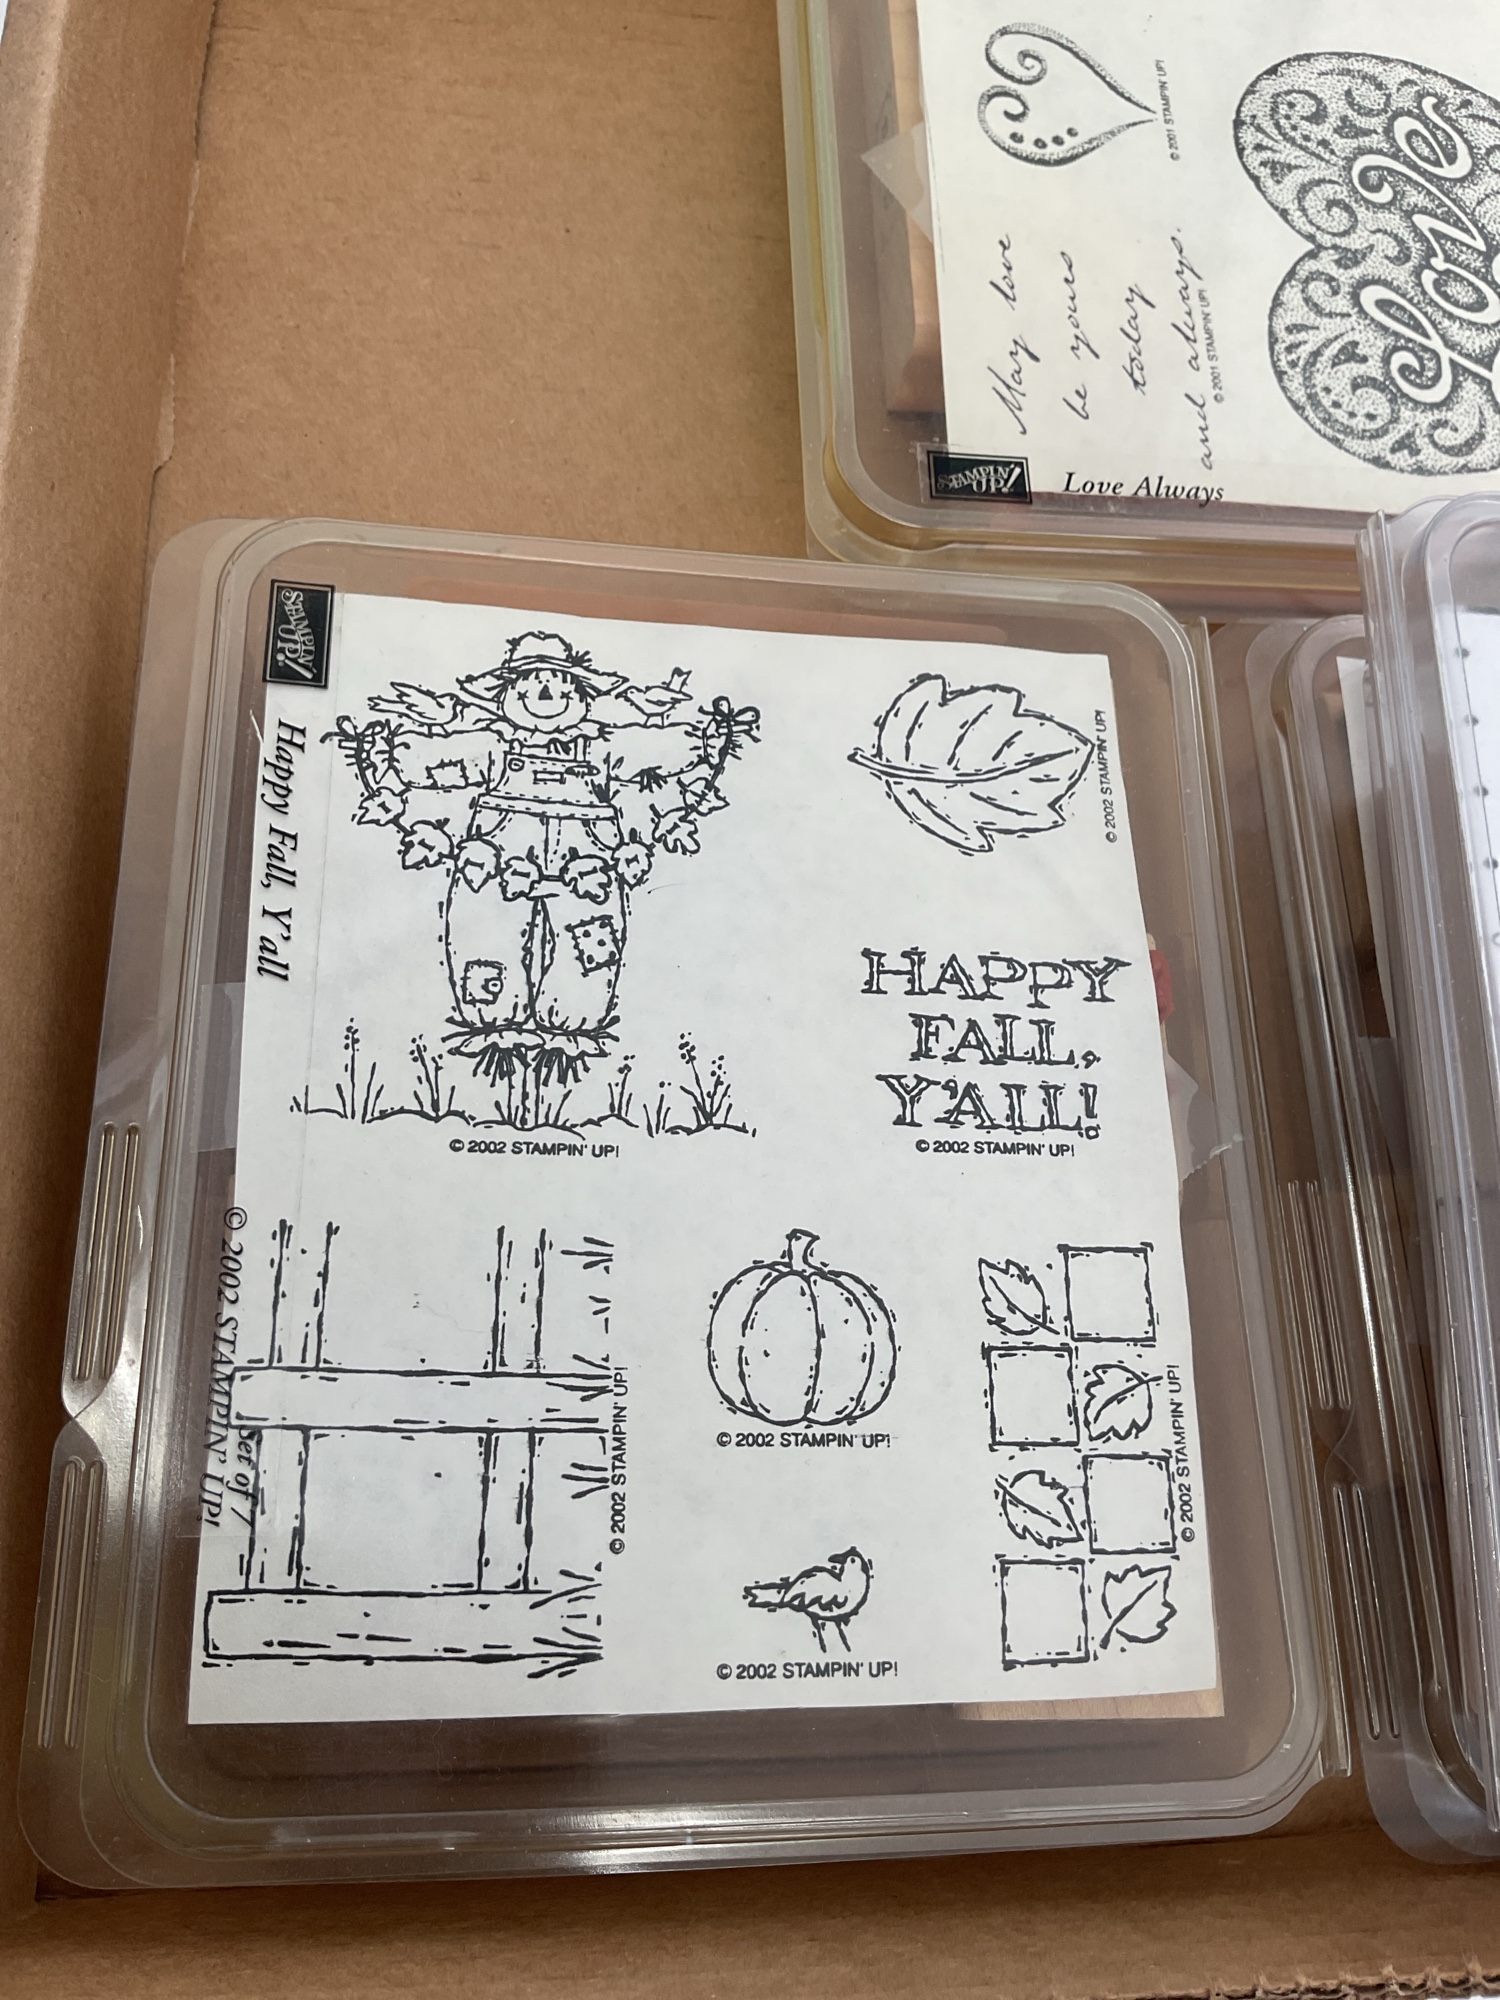 © 2001 STAMPIN' UP!
May love
be yours
today
and always.
© 2001 STAMPIN' UP!
Love
STAMPIN'
UP!
Love Always
STAMPIN'
UP!
Happy Fall, Y'all
© 2002 STAMPIN' UP!
Set of 7
© 2002 STAMPIN' UP!
© 2002 STAMPIN' UP!
HAPPY
FALL,
Y'ALL!
© 2002 STAMPIN' UP!
© 2002 STAMPIN' UP!
© 2002 STAMPIN' UP!
© 2002 STAMPIN' UP!
© 2002 STAMPIN' UP!